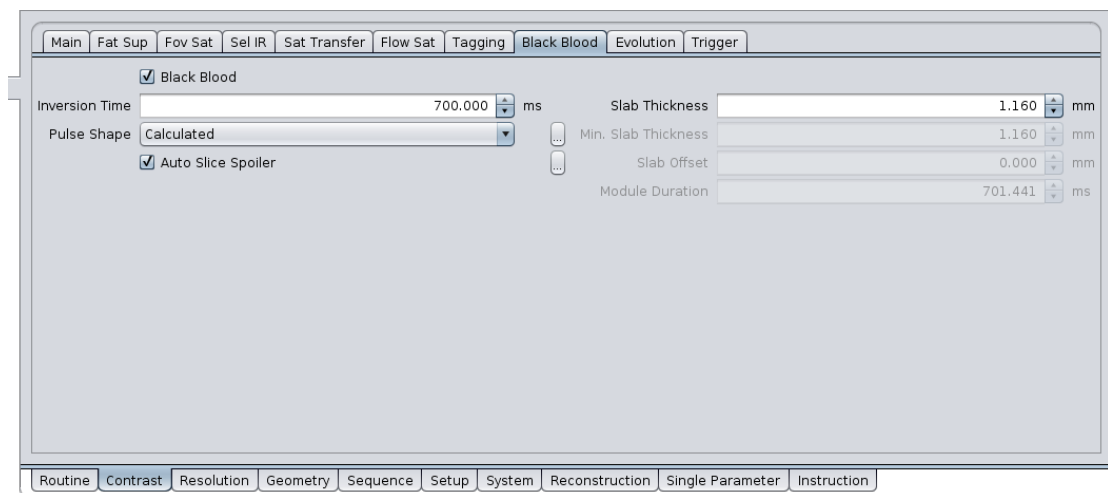 Main Fat Sup Fov Sat Sel IR Sat Transfer Flow Sat Tagging Black Blood Evolution Trigger
Black Blood
Inversion Time 700.000 ms Slab Thickness 1.160 mm
Pulse Shape Calculated ... Min. Slab Thickness 1.160 mm
Auto Slice Spoiler ... Slab Offset 0.000 mm
Module Duration 701.441 ms
Routine Contrast Resolution Geometry Sequence Setup System Reconstruction Single Parameter Instruction